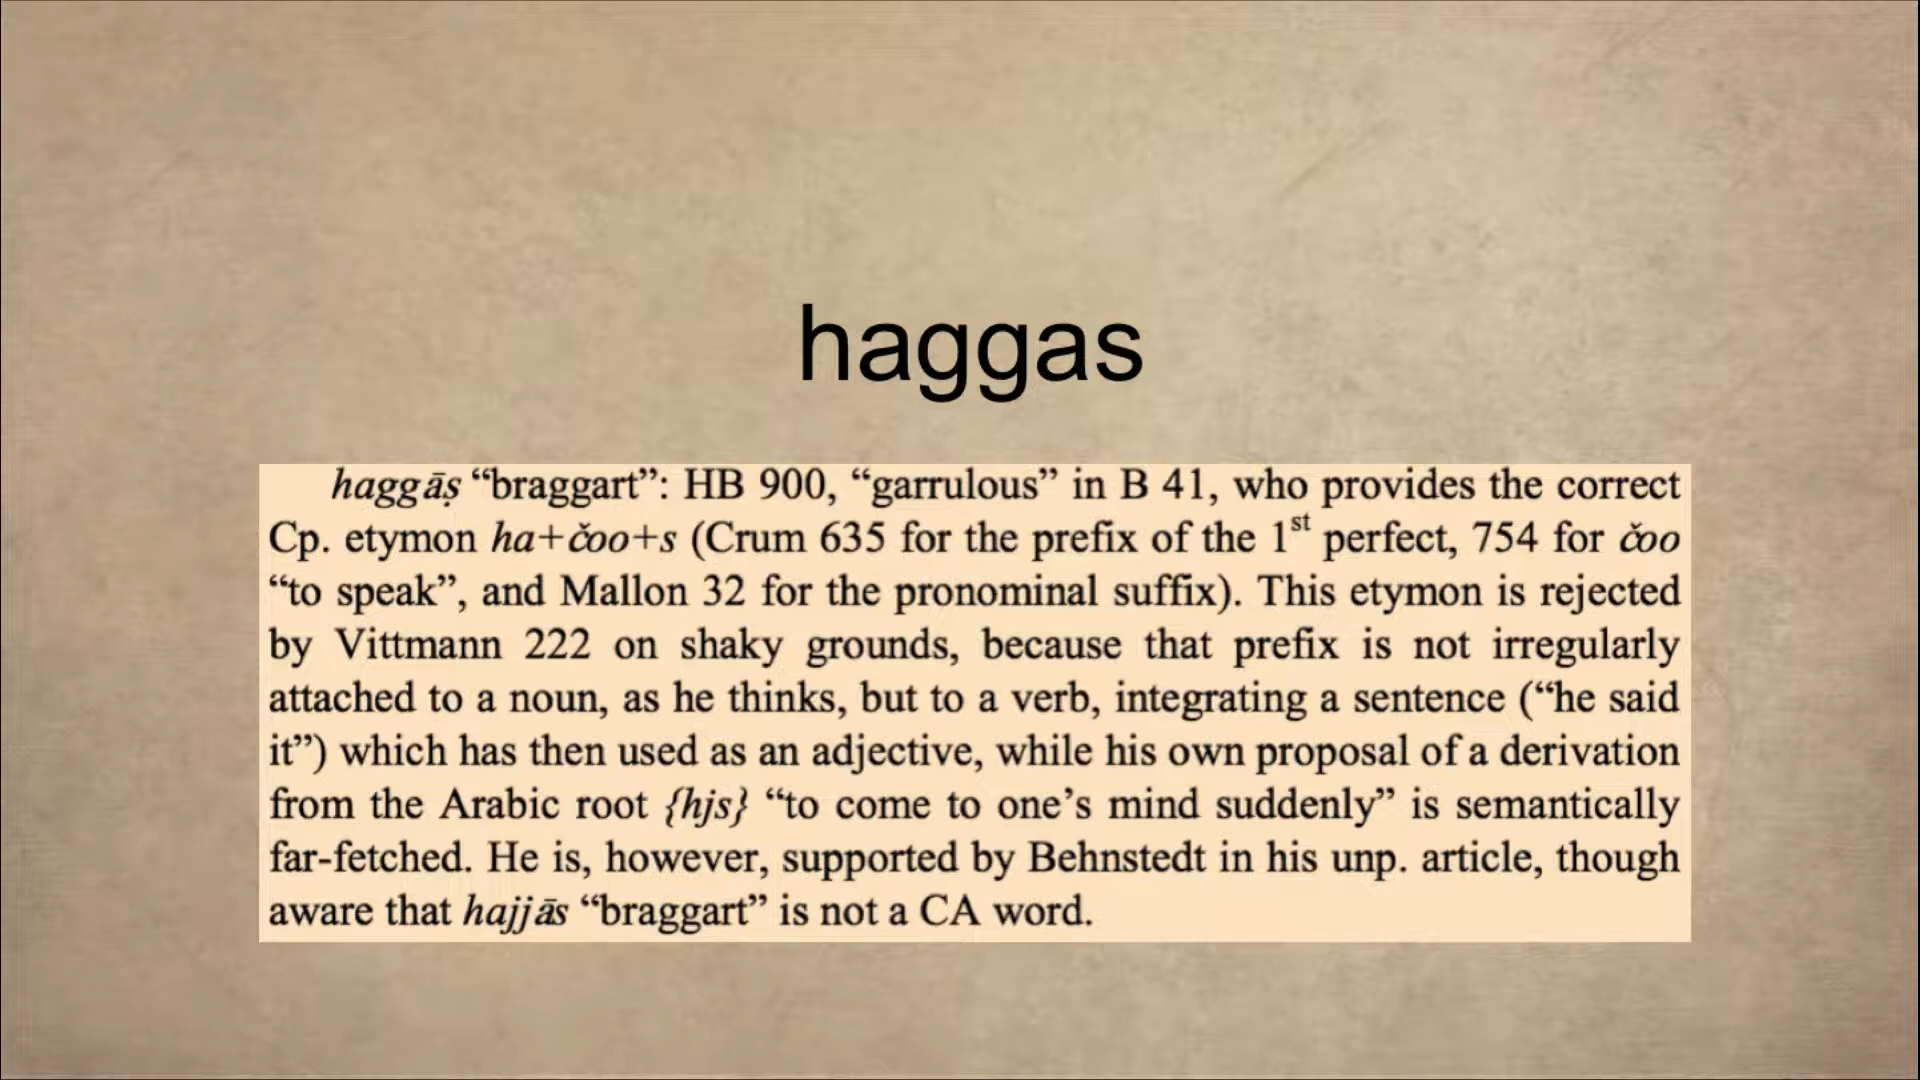 haggas
haggāṣ “braggart”: HB 900, “garrulous” in B 41, who provides the correct
Cp. etymon ha+čoo+s (Crum 635 for the prefix of the 1st perfect, 754 for čoo
“to speak”, and Mallon 32 for the pronominal suffix). This etymon is rejected
by Vittmann 222 on shaky grounds, because that prefix is not irregularly
attached to a noun, as he thinks, but to a verb, integrating a sentence (“he said
it”) which has then used as an adjective, while his own proposal of a derivation
from the Arabic root {hjs} “to come to one’s mind suddenly” is semantically
far-fetched. He is, however, supported by Behnstedt in his unp. article, though
aware that hajjās “braggart” is not a CA word.